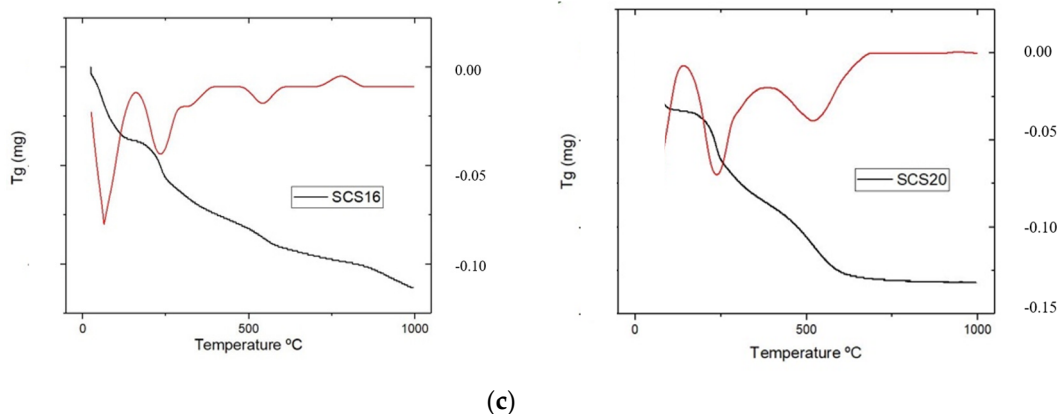 Tg (mg)
0.00
-0.05
-0.10
SCS16
0
500
1000
Temperature ºC
Tg (mg)
0.00
-0.05
-0.10
-0.15
SCS20
0
500
1000
Temperature ºC
(c)